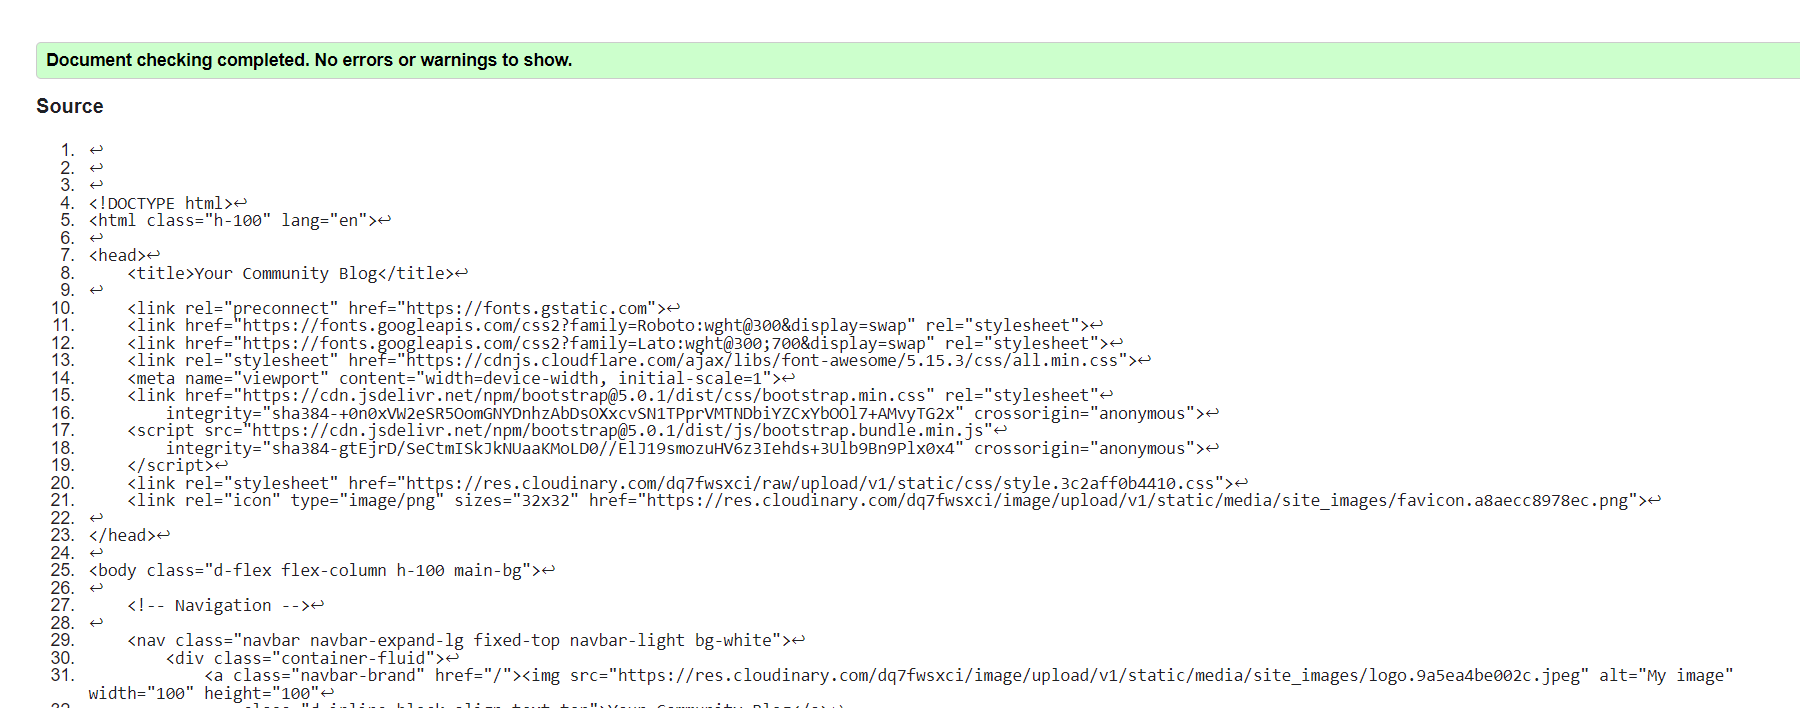 Document checking completed. No errors or warnings to show.
Source
1. ↩
2. ↩
3. ↩
4. <!DOCTYPE html>↩
5. <html class="h-100" lang="en">↩
6. ↩
7. <head>↩
8. <title>Your Community Blog</title>↩
9. ↩
10. <link rel="preconnect" href="https://fonts.gstatic.com">↩
11. <link href="https://fonts.googleapis.com/css2?family=Roboto:wght@300&display=swap" rel="stylesheet">↩
12. <link href="https://fonts.googleapis.com/css2?family=Lato:wght@300;700&display=swap" rel="stylesheet">↩
13. <link rel="stylesheet" href="https://cdnjs.cloudflare.com/ajax/libs/font-awesome/5.15.3/css/all.min.css">↩
14. <meta name="viewport" content="width=device-width, initial-scale=1">↩
15. <link href="https://cdn.jsdelivr.net/npm/bootstrap@5.0.1/dist/css/bootstrap.min.css" rel="stylesheet"↩
16. integrity="sha384-+0n0xVW2eSR5OomGNYDnhzAbDsOXxcvSN1TPprVMTNDbiYZCxYbOOl7+AMvyTG2x" crossorigin="anonymous">↩
17. <script src="https://cdn.jsdelivr.net/npm/bootstrap@5.0.1/dist/js/bootstrap.bundle.min.js"↩
18. integrity="sha384-gtEjrD/SeCtmISkJkNUaaKMoLD0//ElJ19smozuHV6z3Iehds+3Ulb9Bn9Plx0x4" crossorigin="anonymous">↩
19. </script>↩
20. <link rel="stylesheet" href="https://res.cloudinary.com/dq7fwsxci/raw/upload/v1/static/css/style.3c2aff0b4410.css">↩
21. <link rel="icon" type="image/png" sizes="32x32" href="https://res.cloudinary.com/dq7fwsxci/image/upload/v1/static/media/site_images/favicon.a8aecc8978ec.png">↩
22. ↩
23. </head>↩
24. ↩
25. <body class="d-flex flex-column h-100 main-bg">↩
26. ↩
27. <!-- Navigation -->↩
28. ↩
29. <nav class="navbar navbar-expand-lg fixed-top navbar-light bg-white">↩
30. <div class="container-fluid">↩
31. <a class="navbar-brand" href="/"><img src="https://res.cloudinary.com/dq7fwsxci/image/upload/v1/static/media/site_images/logo.9a5ea4be002c.jpeg" alt="My image"
width="100" height="100"↩